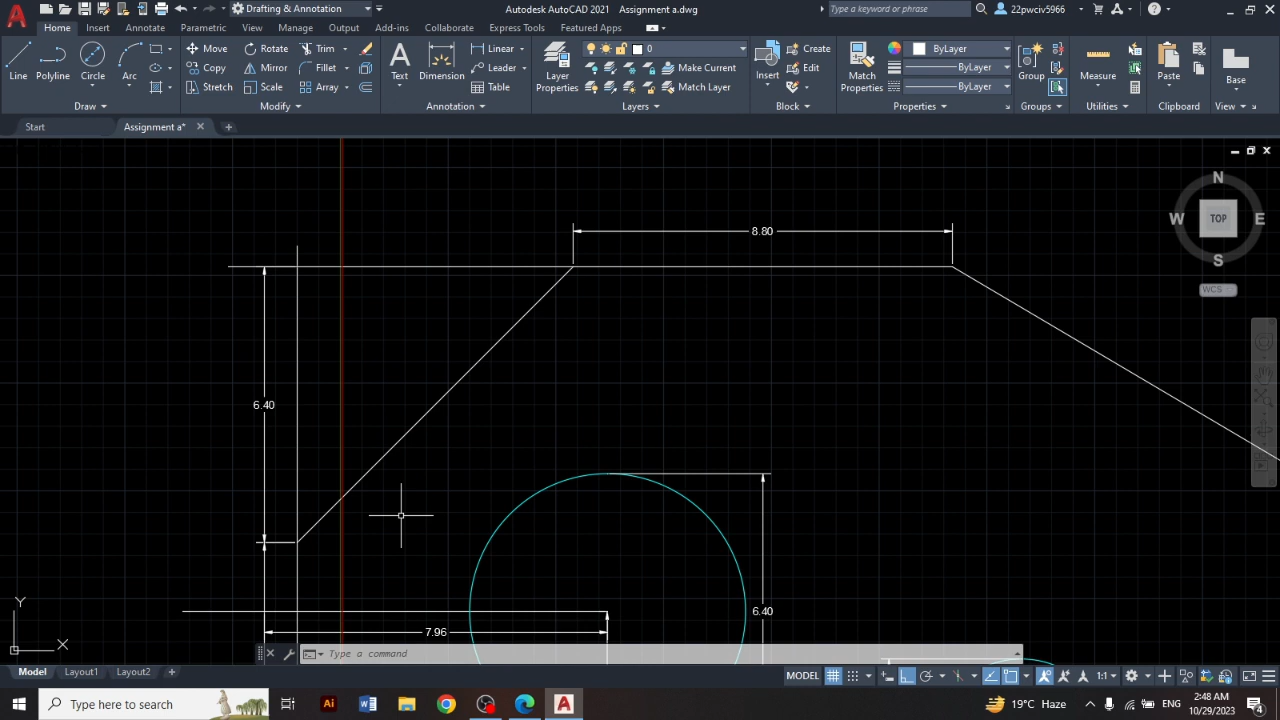 Drafting & Annotation
Autodesk AutoCAD 2021 Assignment a.dwg
Type a keyword or phrase
22pwciv5966
Home Insert Annotate Parametric View Manage Output Collaborate Express Tools Featured Apps
Line
Polyline
Circle
Arc
Draw
Move Rotate Trim
Copy Mirror Fillet
Stretch Scale Array
Modify
Text
Dimension
Linear
Leader
Table
Annotation
Layer
Properties
0
Make Current
Match Layer
Layers
Insert
Create
Edit
Block
Match
Properties
ByLayer
ByLayer
ByLayer
Properties
Group
Groups
Measure
Utilities
Paste
Clipboard
Base
View
Start
Assignment a*
N
W TOP E
S
WCS
8.80
6.40
7.96
6.40
Y
X
Type a command
Model Layout1 Layout2
MODEL
1:1
Type here to search
Ai
19°C Haze
ENG
2:48 AM
10/29/2023
4